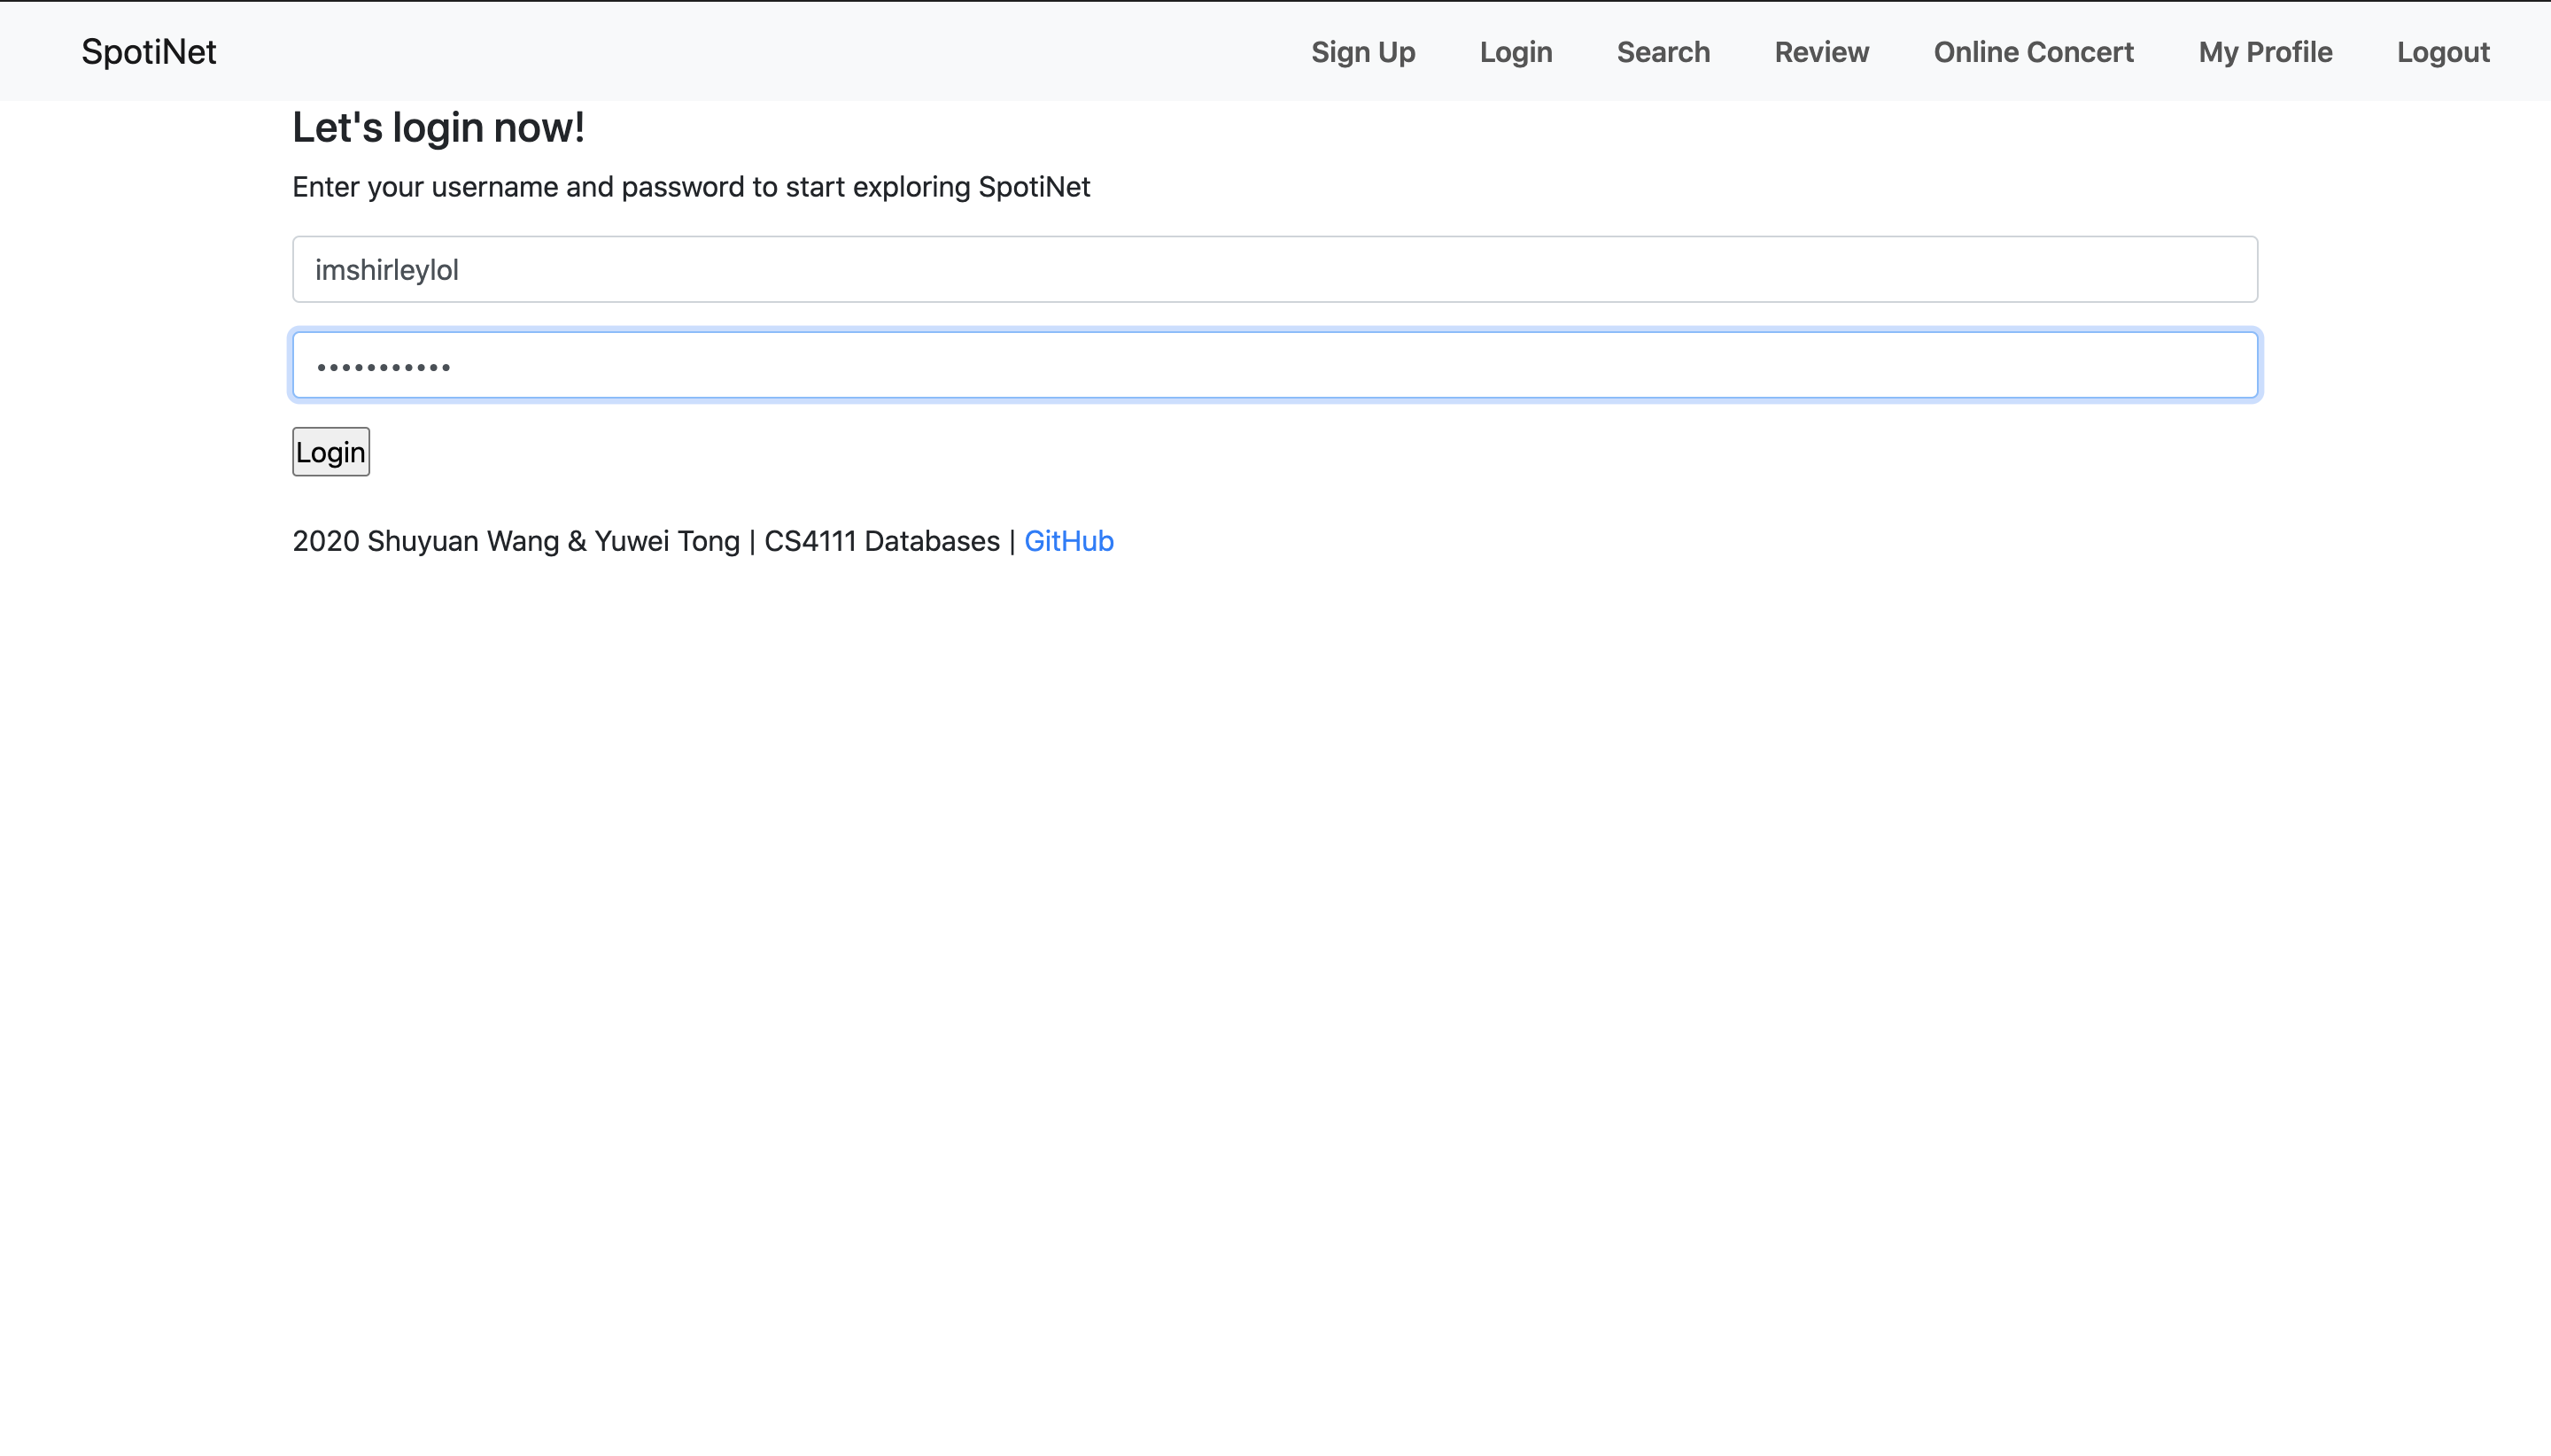 SpotiNet Sign Up Login Search Review Online Concert My Profile Logout
Let's login now!
Enter your username and password to start exploring SpotiNet
imshirleylol
•••••••••••
Login
2020 Shuyuan Wang & Yuwei Tong | CS4111 Databases | GitHub